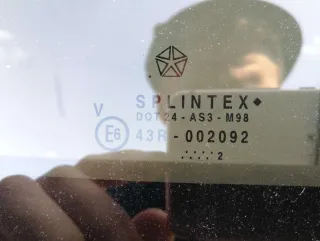 SPLINTEX
V DOT24-AS3-M98
E6 43R-002092
2